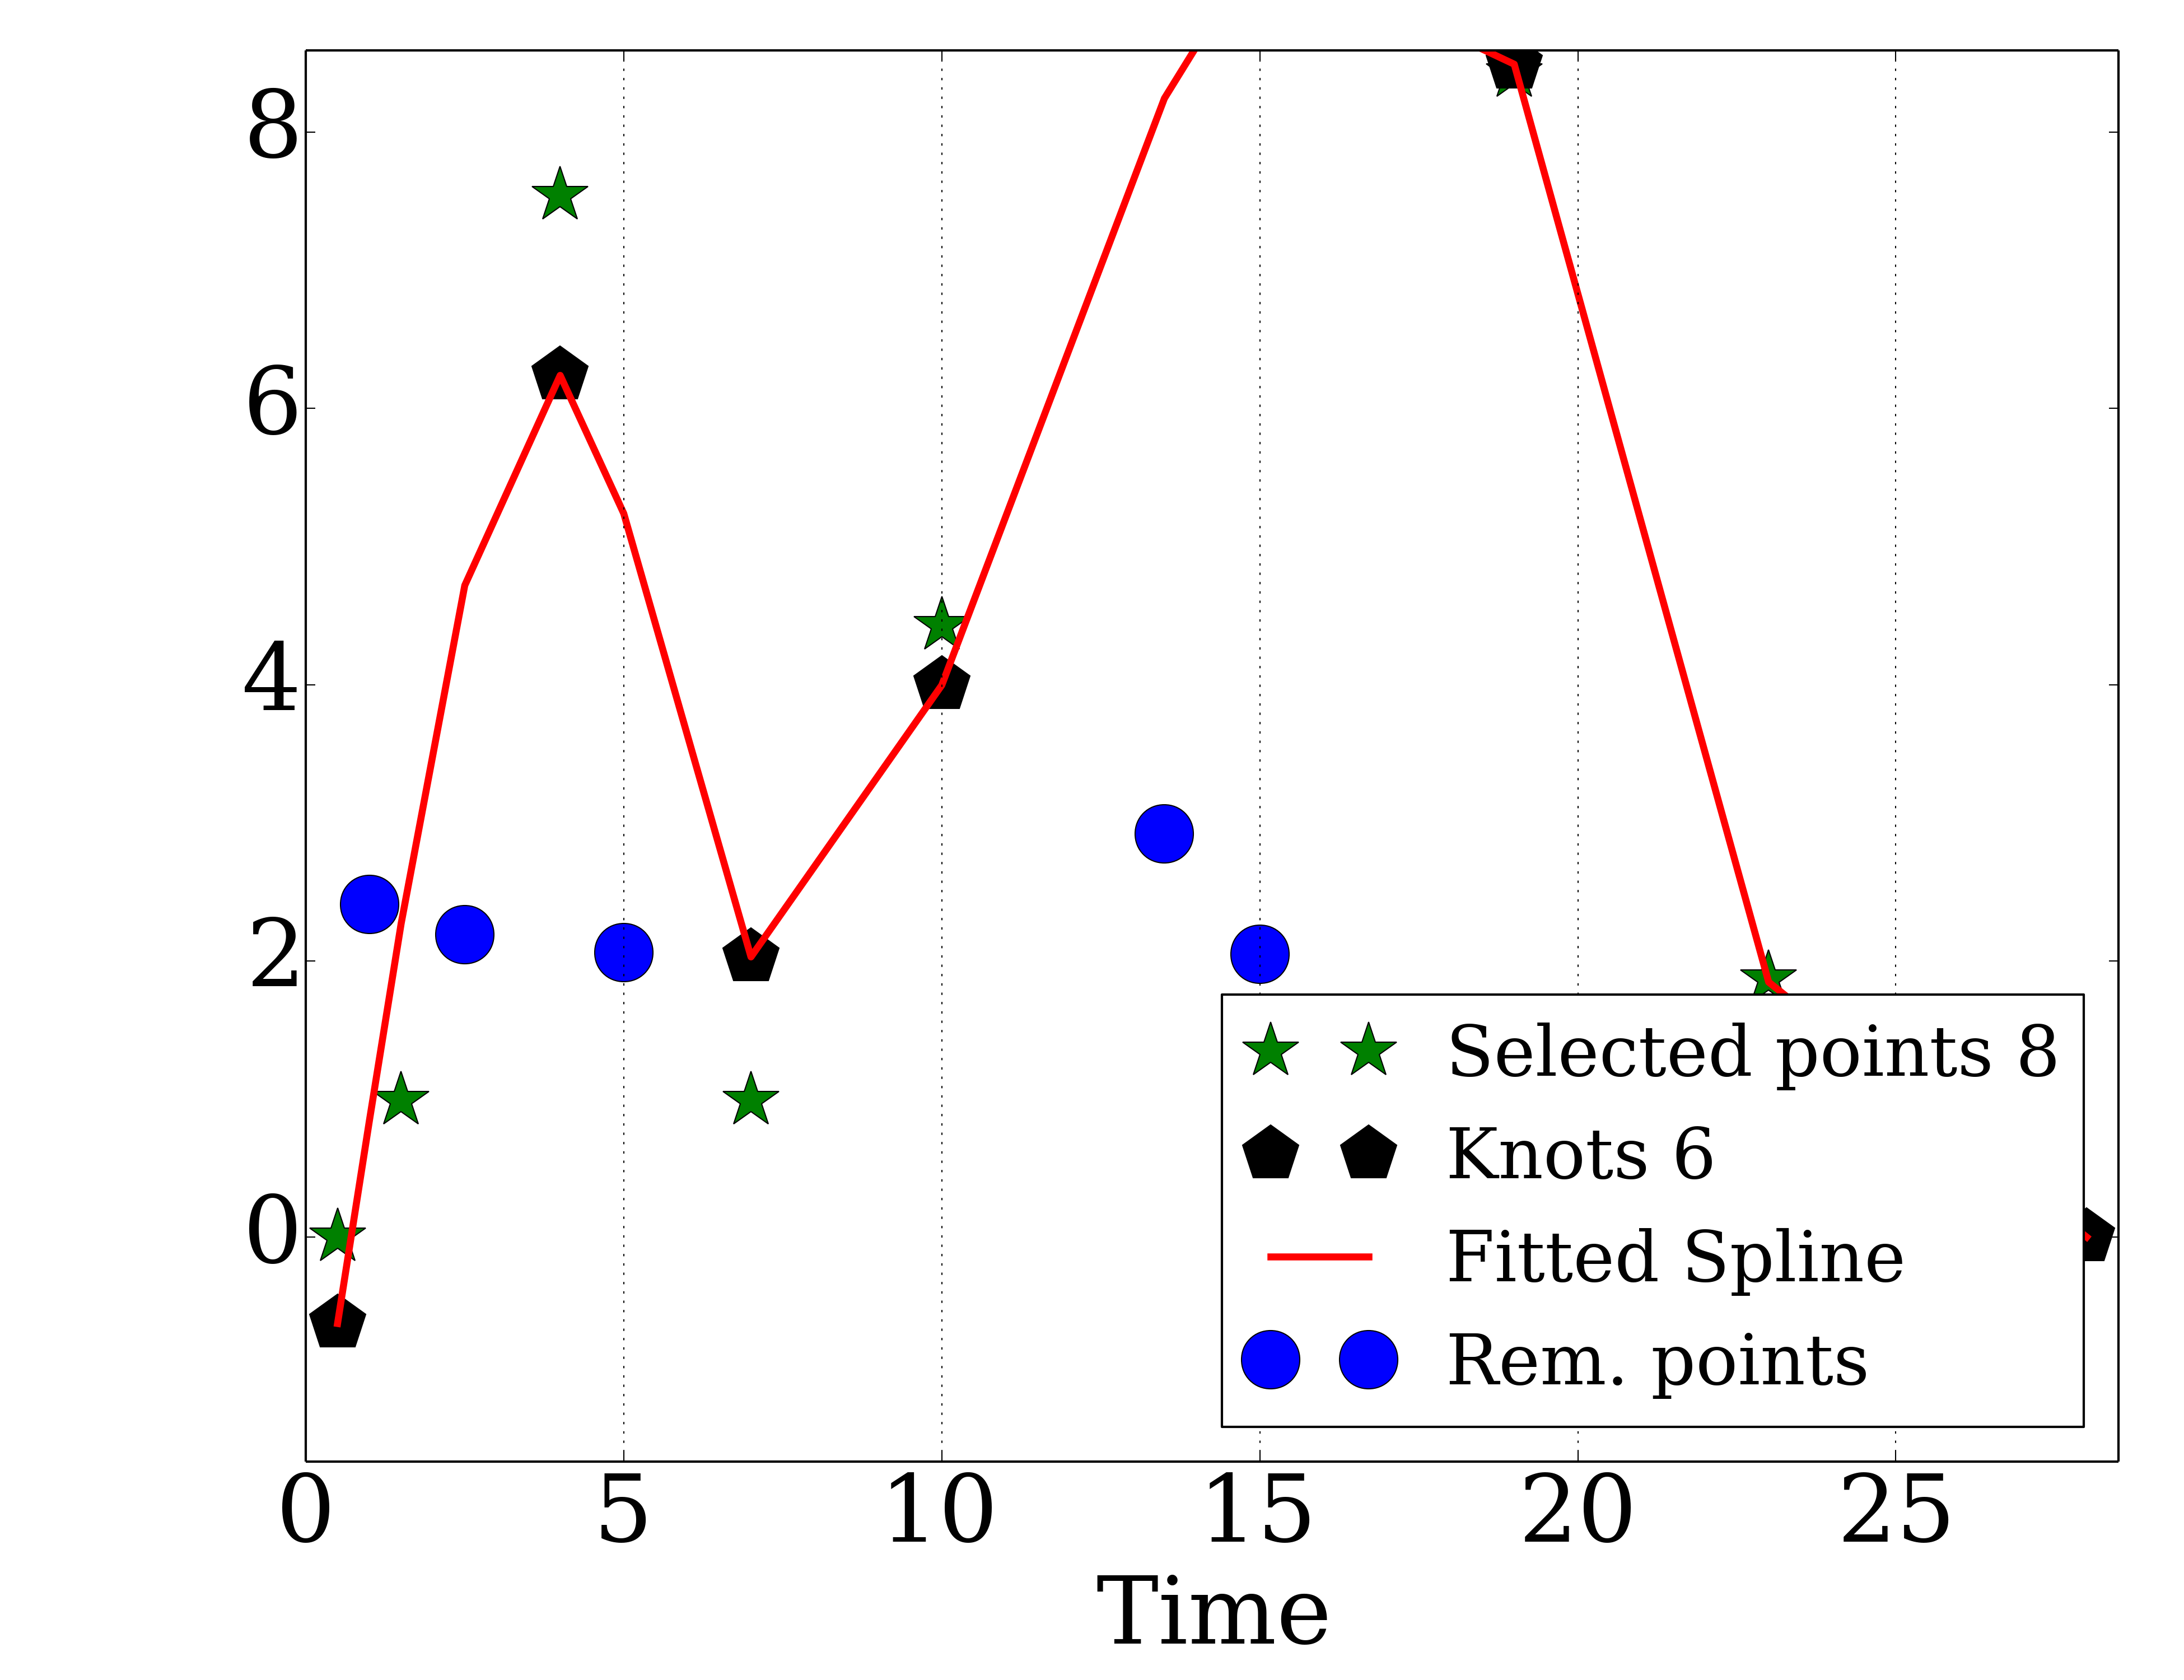 8
6
4
2
0
Selected points 8
Knots 6
Fitted Spline
Rem. points
0 5 10 15 20 25
Time